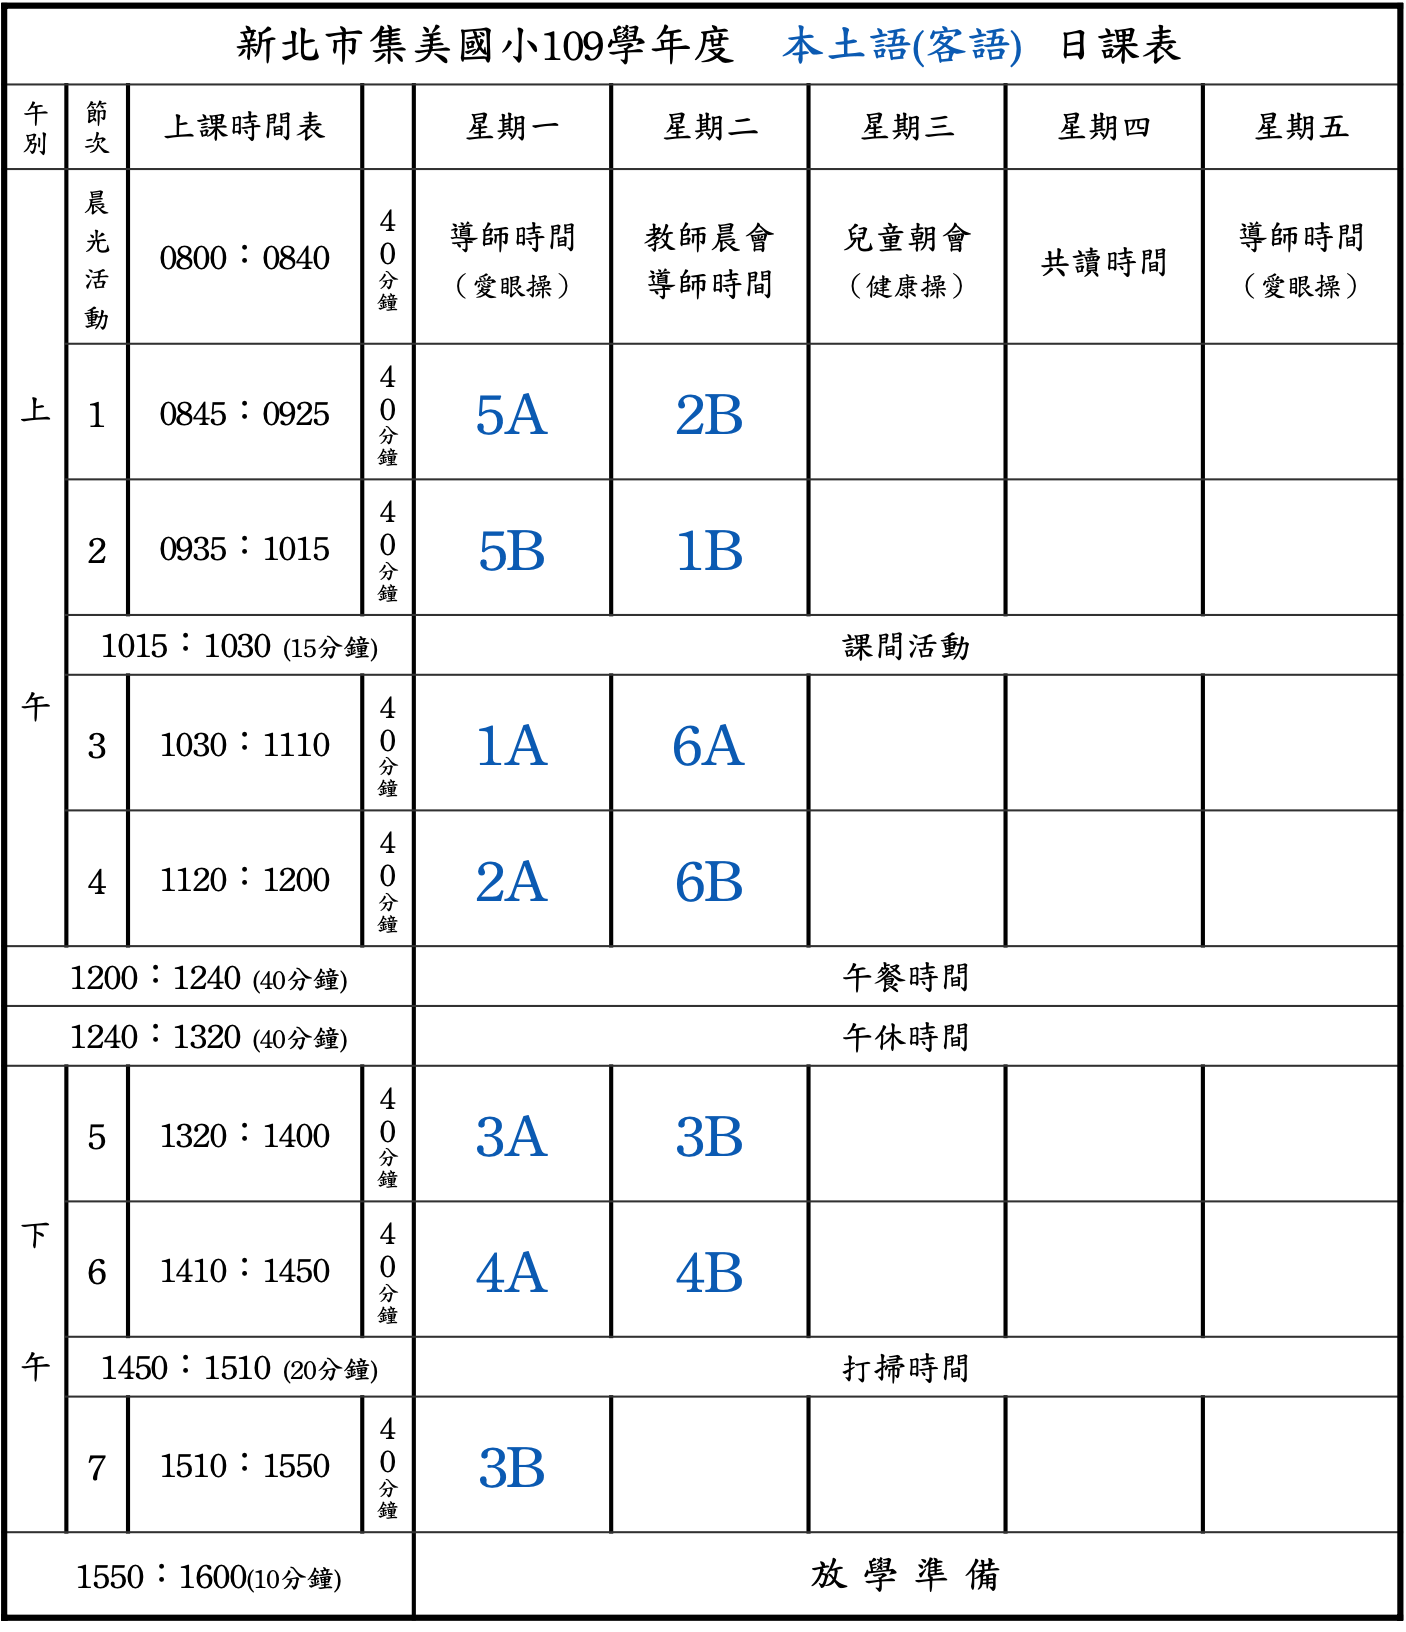 新北市集美國小109學年度 本土語(客語) 日課表
午別 節次 上課時間表 星期一 星期二 星期三 星期四 星期五
上午
晨光活動 0800：0840 40分鐘 導師時間（愛眼操） 教師晨會導師時間 兒童朝會（健康操） 共讀時間 導師時間（愛眼操）
1 0845：0925 40分鐘 5A 2B
2 0935：1015 40分鐘 5B 1B
1015：1030 (15分鐘) 課間活動
3 1030：1110 40分鐘 1A 6A
4 1120：1200 40分鐘 2A 6B
1200：1240 (40分鐘) 午餐時間
1240：1320 (40分鐘) 午休時間
下午
5 1320：1400 40分鐘 3A 3B
6 1410：1450 40分鐘 4A 4B
1450：1510 (20分鐘) 打掃時間
7 1510：1550 40分鐘 3B
1550：1600(10分鐘) 放學準備